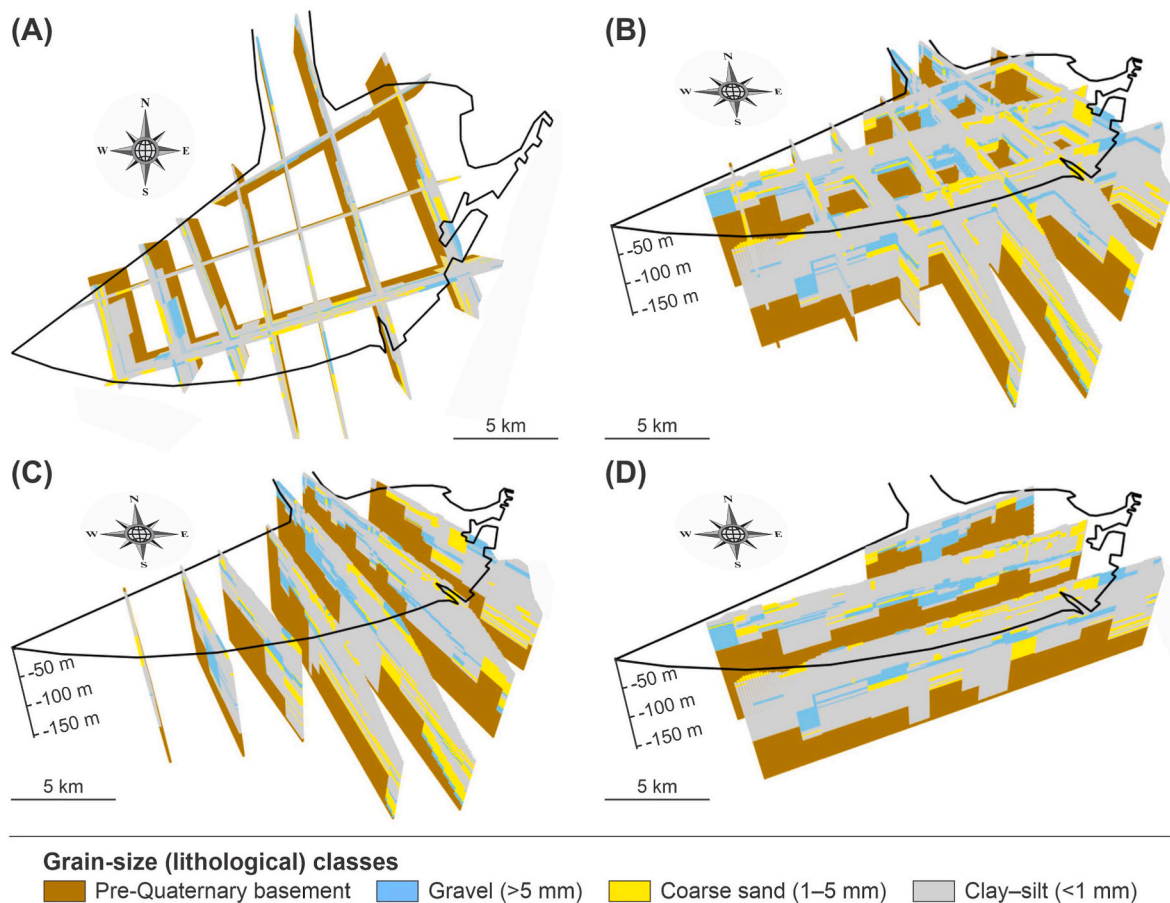 (A)
N
W
E
S
5 km
(B)
N
W
E
S
-50 m
-100 m
-150 m
5 km
(C)
N
W
E
S
-50 m
-100 m
-150 m
5 km
(D)
N
W
E
S
-50 m
-100 m
-150 m
5 km
Grain-size (lithological) classes
Pre-Quaternary basement Gravel (>5 mm) Coarse sand (1–5 mm) Clay–silt (<1 mm)